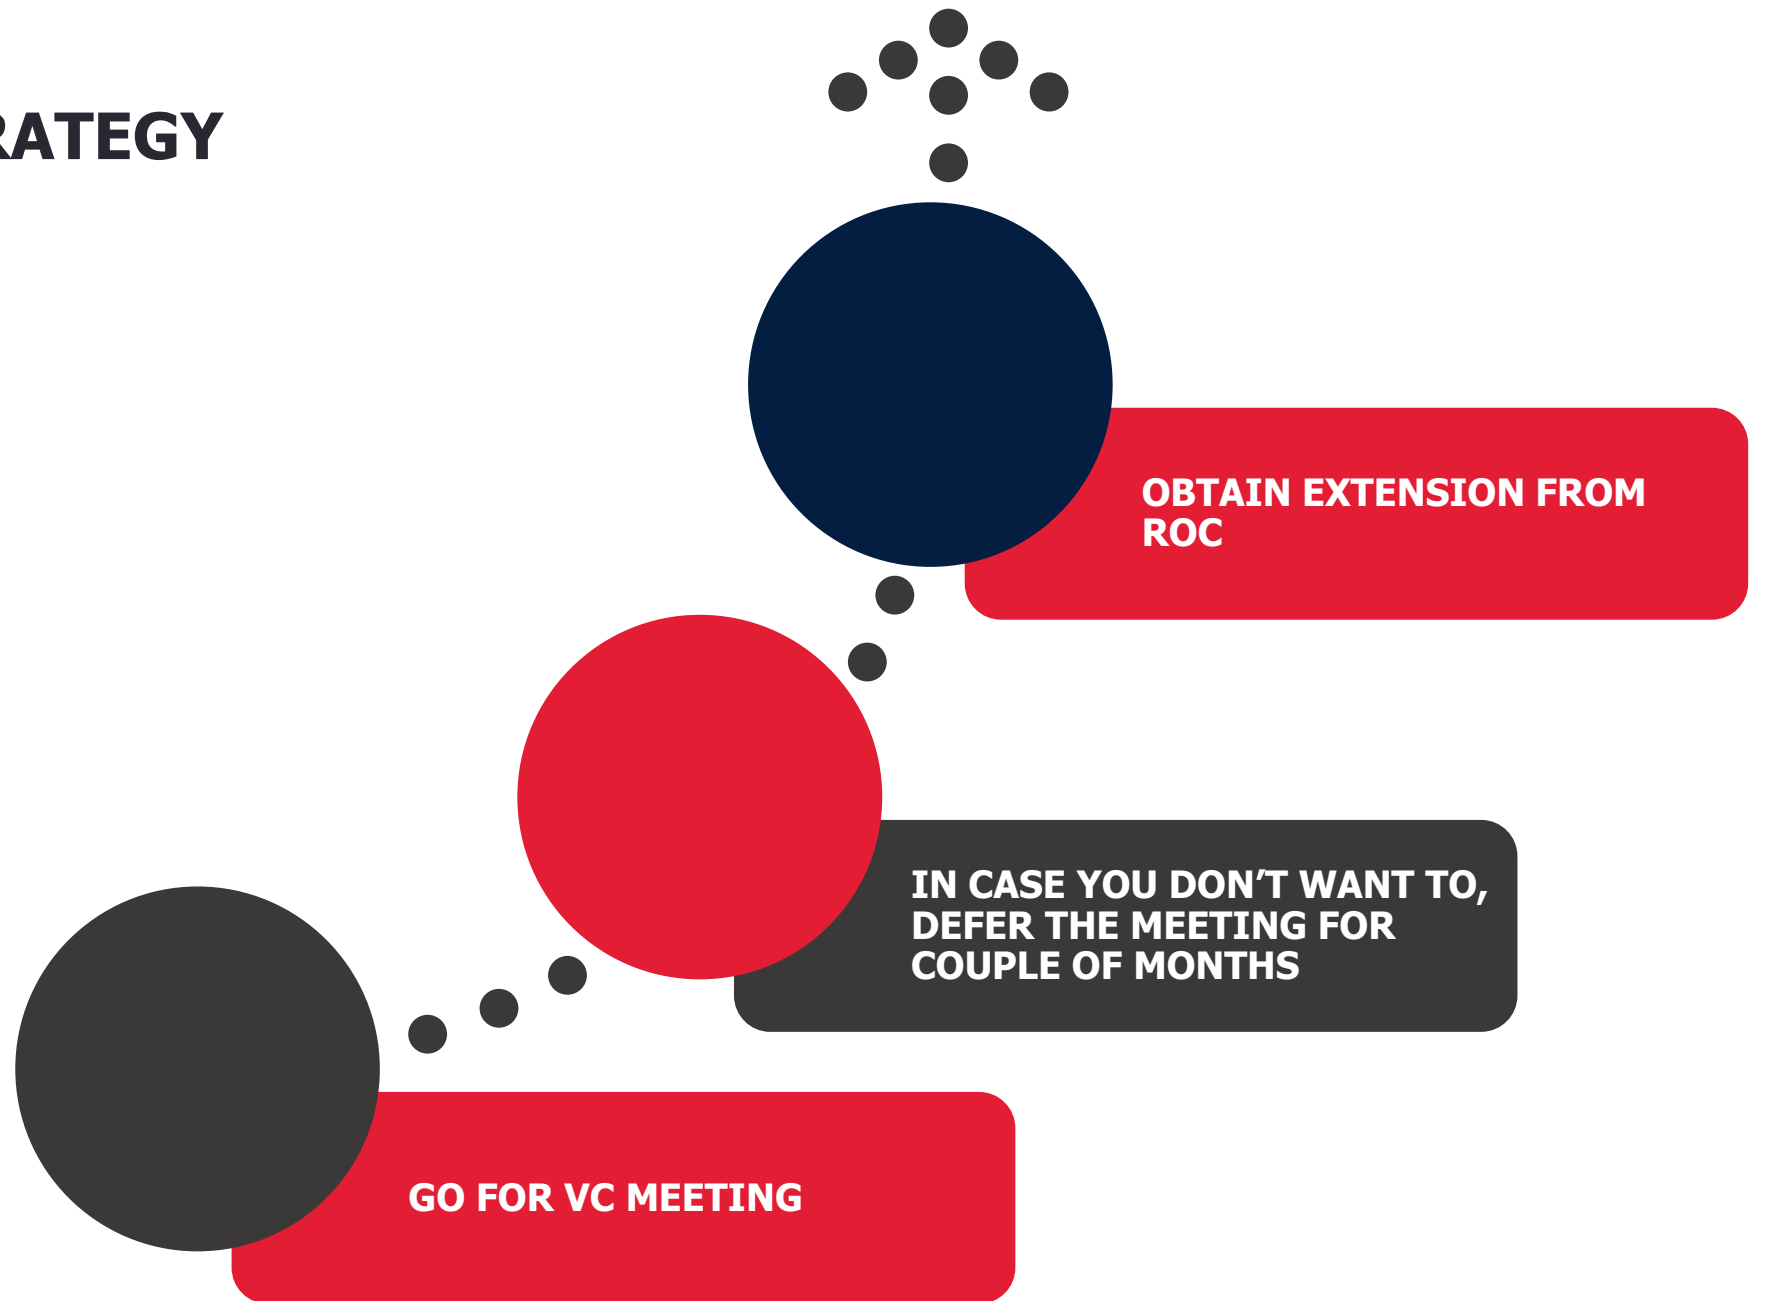 RATEGY
OBTAIN EXTENSION FROM
ROC
IN CASE YOU DON’T WANT TO,
DEFER THE MEETING FOR
COUPLE OF MONTHS
GO FOR VC MEETING